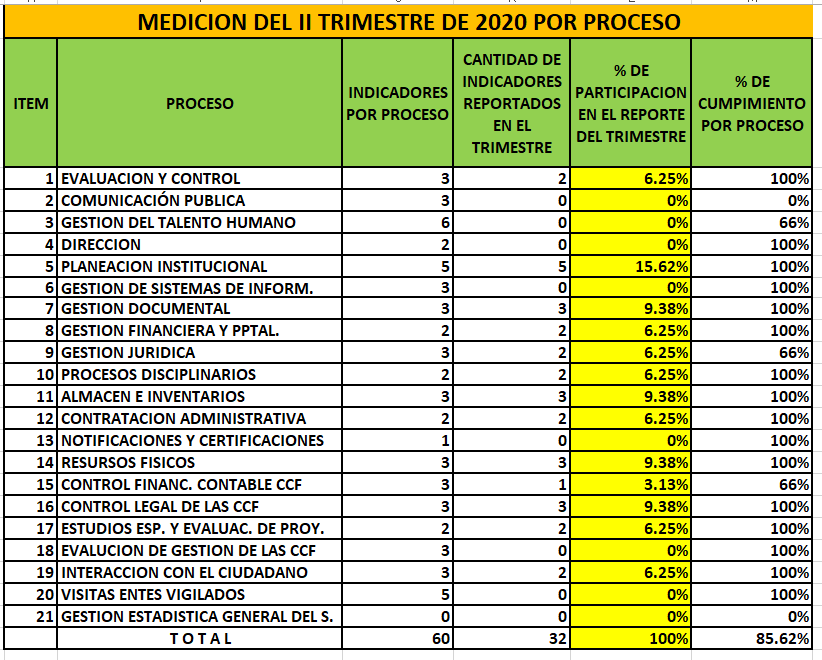 MEDICION DEL II TRIMESTRE DE 2020 POR PROCESO
ITEM PROCESO INDICADORES POR PROCESO CANTIDAD DE INDICADORES REPORTADOS EN EL TRIMESTRE % DE PARTICIPACION EN EL REPORTE DEL TRIMESTRE % DE CUMPIMIENTO POR PROCESO
1 EVALUACION Y CONTROL 3 2 6.25% 100%
2 COMUNICACIÓN PUBLICA 3 0 0% 0%
3 GESTION DEL TALENTO HUMANO 6 0 0% 66%
4 DIRECCION 2 0 0% 100%
5 PLANEACION INSTITUCIONAL 5 5 15.62% 100%
6 GESTION DE SISTEMAS DE INFORM. 3 0 0% 100%
7 GESTION DOCUMENTAL 3 3 9.38% 100%
8 GESTION FINANCIERA Y PPTAL. 2 2 6.25% 100%
9 GESTION JURIDICA 3 2 6.25% 66%
10 PROCESOS DISCIPLINARIOS 2 2 6.25% 100%
11 ALMACEN E INVENTARIOS 3 3 9.38% 100%
12 CONTRATACION ADMINISTRATIVA 2 2 6.25% 100%
13 NOTIFICACIONES Y CERTIFICACIONES 1 0 0% 100%
14 RESURSOS FISICOS 3 3 9.38% 100%
15 CONTROL FINANC. CONTABLE CCF 3 1 3.13% 66%
16 CONTROL LEGAL DE LAS CCF 3 3 9.38% 100%
17 ESTUDIOS ESP. Y EVALUAC. DE PROY. 2 2 6.25% 100%
18 EVALUCION DE GESTION DE LAS CCF 3 0 0% 100%
19 INTERACCION CON EL CIUDADANO 3 2 6.25% 100%
20 VISITAS ENTES VIGILADOS 5 0 0% 100%
21 GESTION ESTADISTICA GENERAL DEL S. 0 0 0% 0%
T O T A L 60 32 100% 85.62%